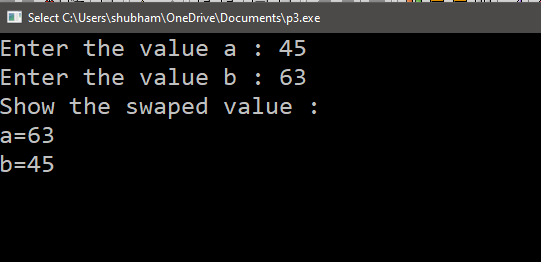 Select C:\Users\shubham\OneDrive\Documents\p3.exe
Enter the value a : 45
Enter the value b : 63
Show the swaped value :
a=63
b=45